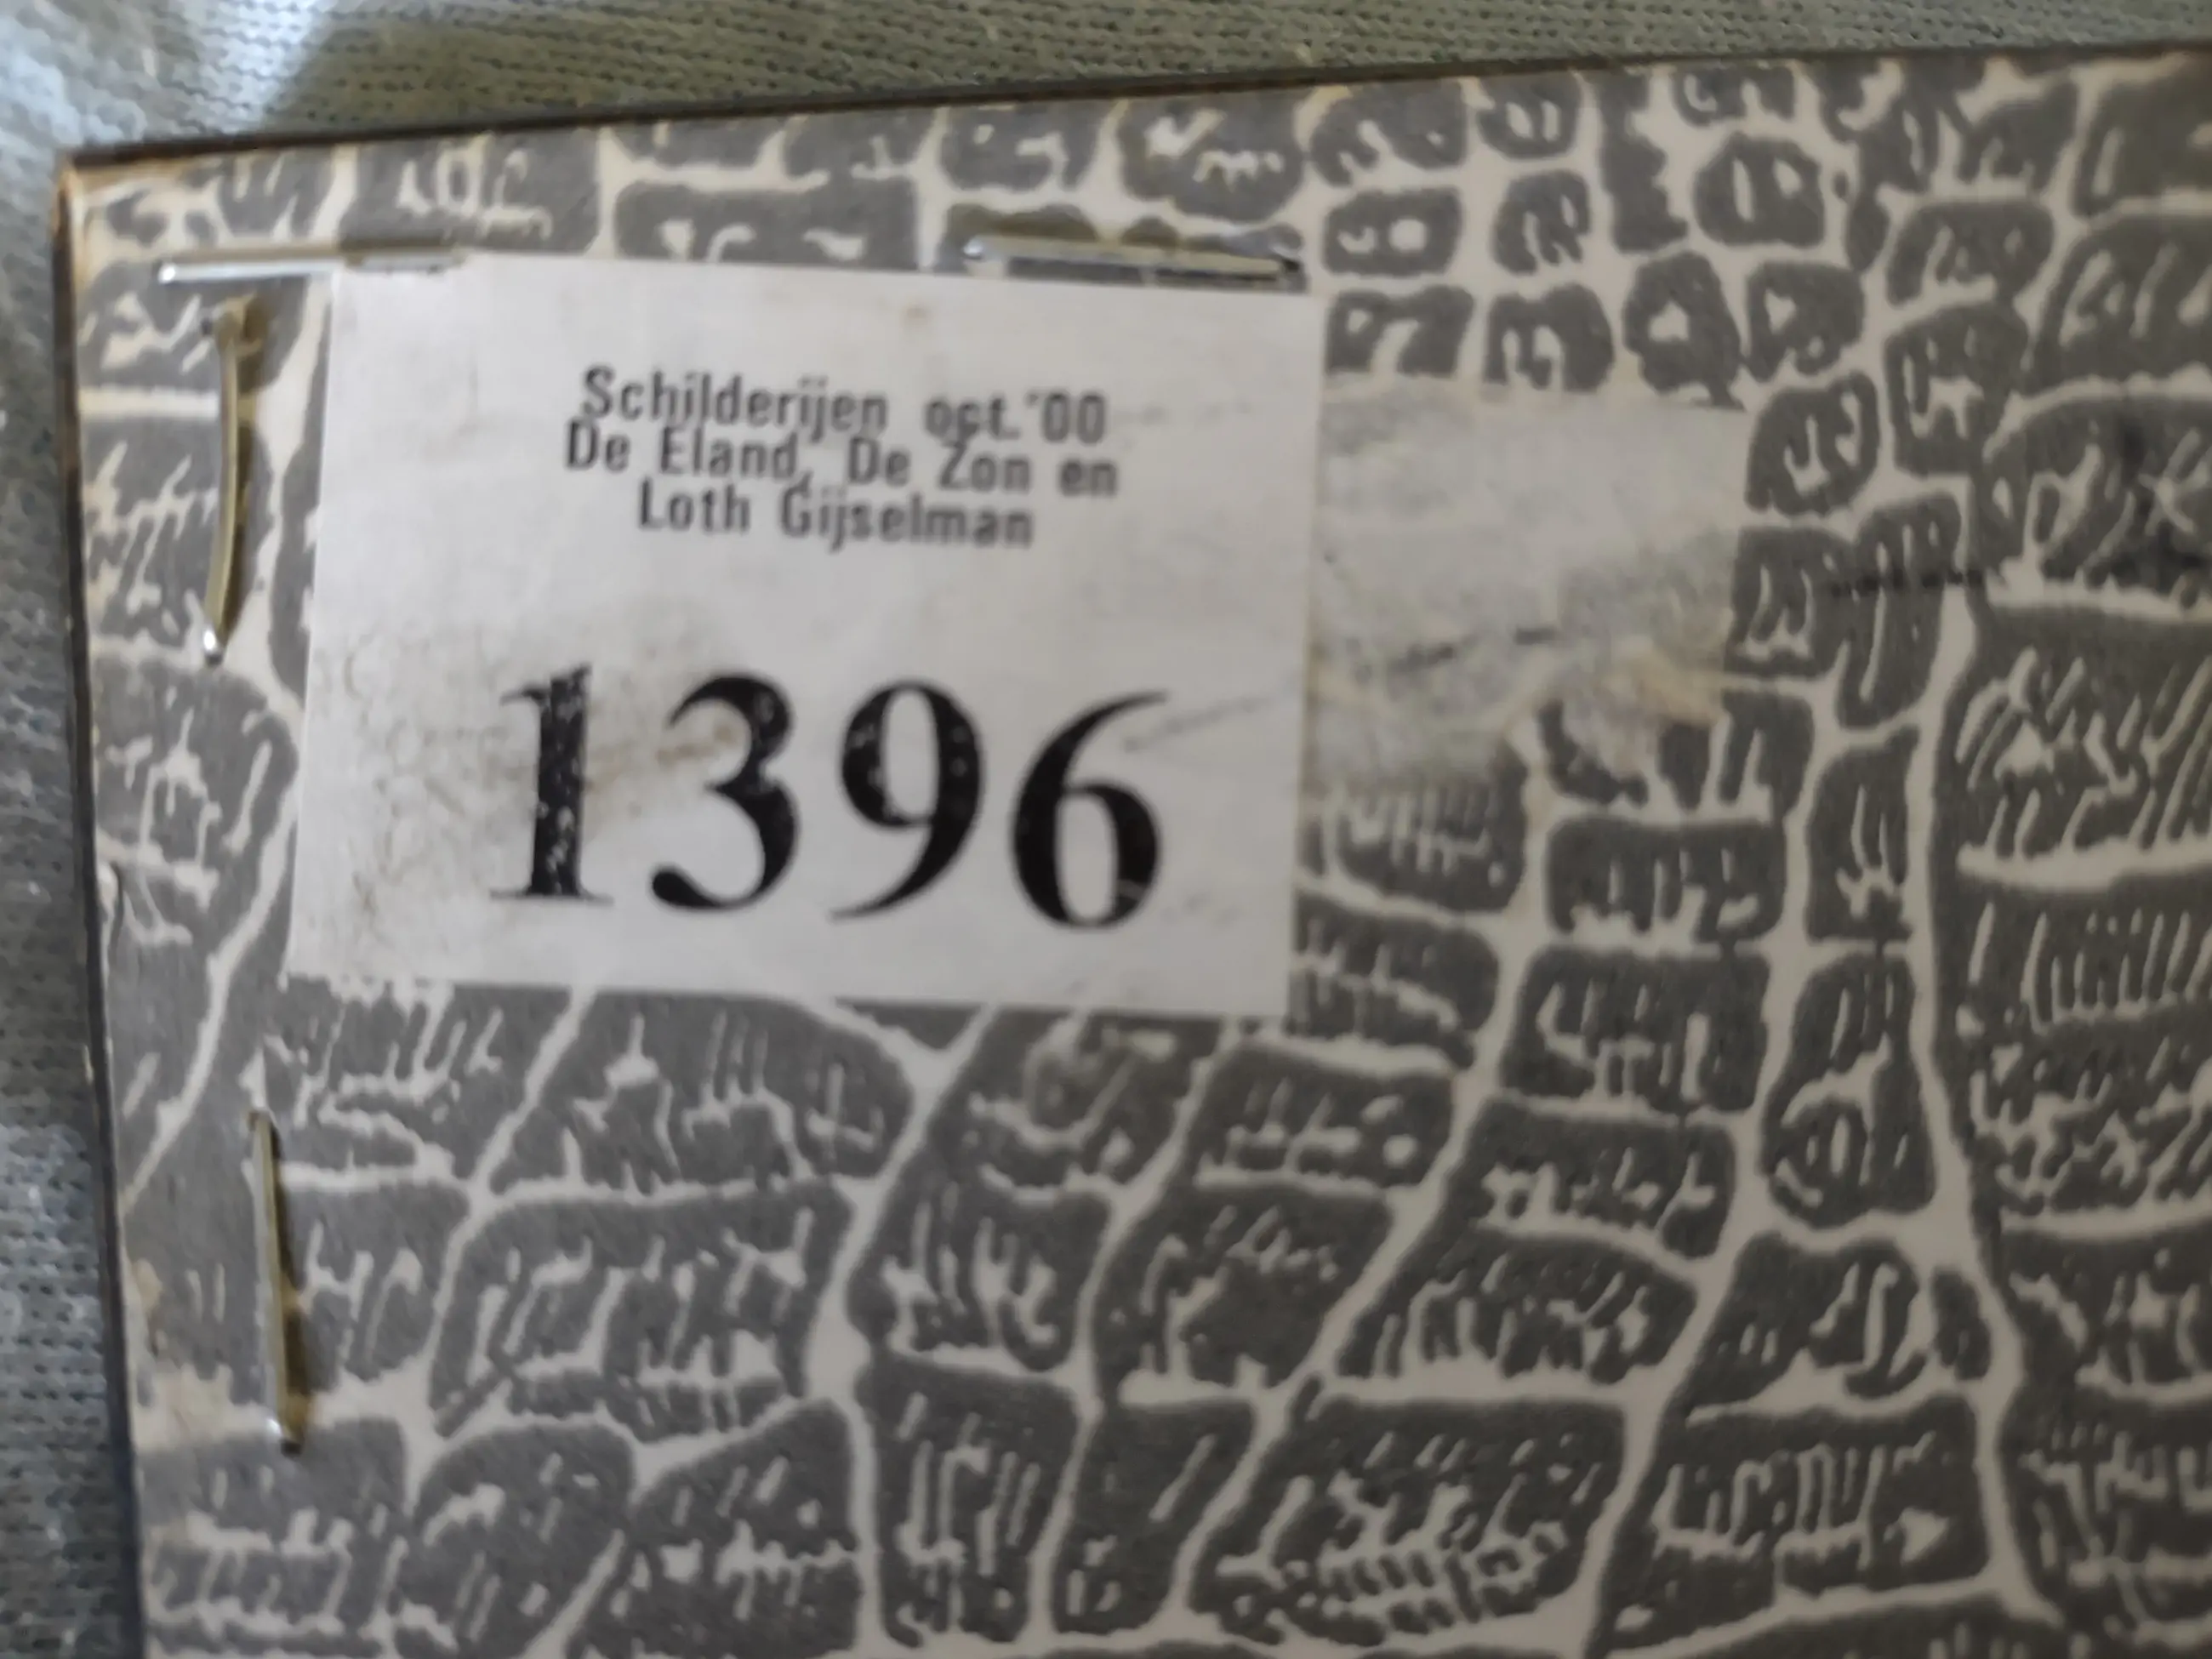 Schilderijen oct.'00
De Eland, De Zon en
Loth Gijselman
1396